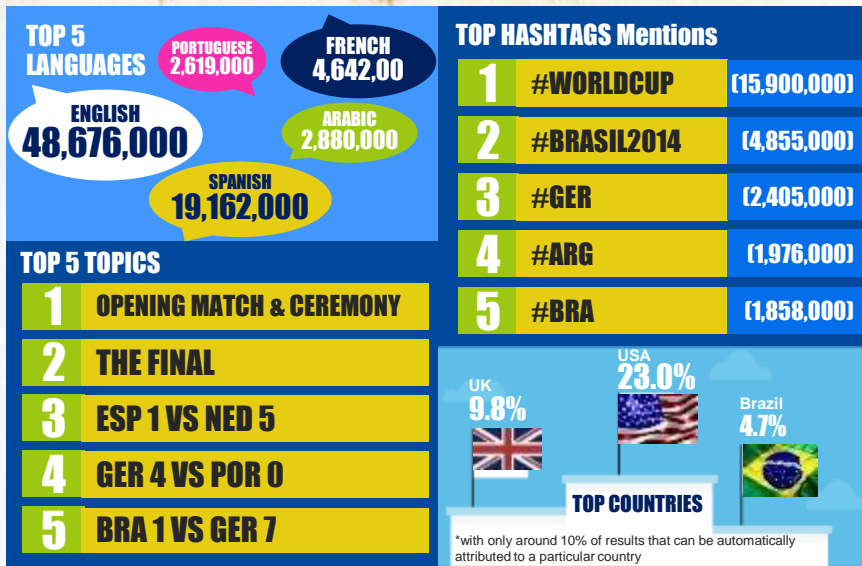 TOP 5
LANGUAGES
PORTUGUESE
2,619,000
FRENCH
4,642,00
ENGLISH
48,676,000
ARABIC
2,880,000
SPANISH
19,162,000
TOP HASHTAGS Mentions
1 #WORLDCUP (15,900,000)
2 #BRASIL2014 (4,855,000)
3 #GER (2,405,000)
4 #ARG (1,976,000)
5 #BRA (1,858,000)
TOP 5 TOPICS
1 OPENING MATCH & CEREMONY
2 THE FINAL
3 ESP 1 VS NED 5
4 GER 4 VS POR 0
5 BRA 1 VS GER 7
UK
9.8%
USA
23.0%
Brazil
4.7%
TOP COUNTRIES
*with only around 10% of results that can be automatically
attributed to a particular country